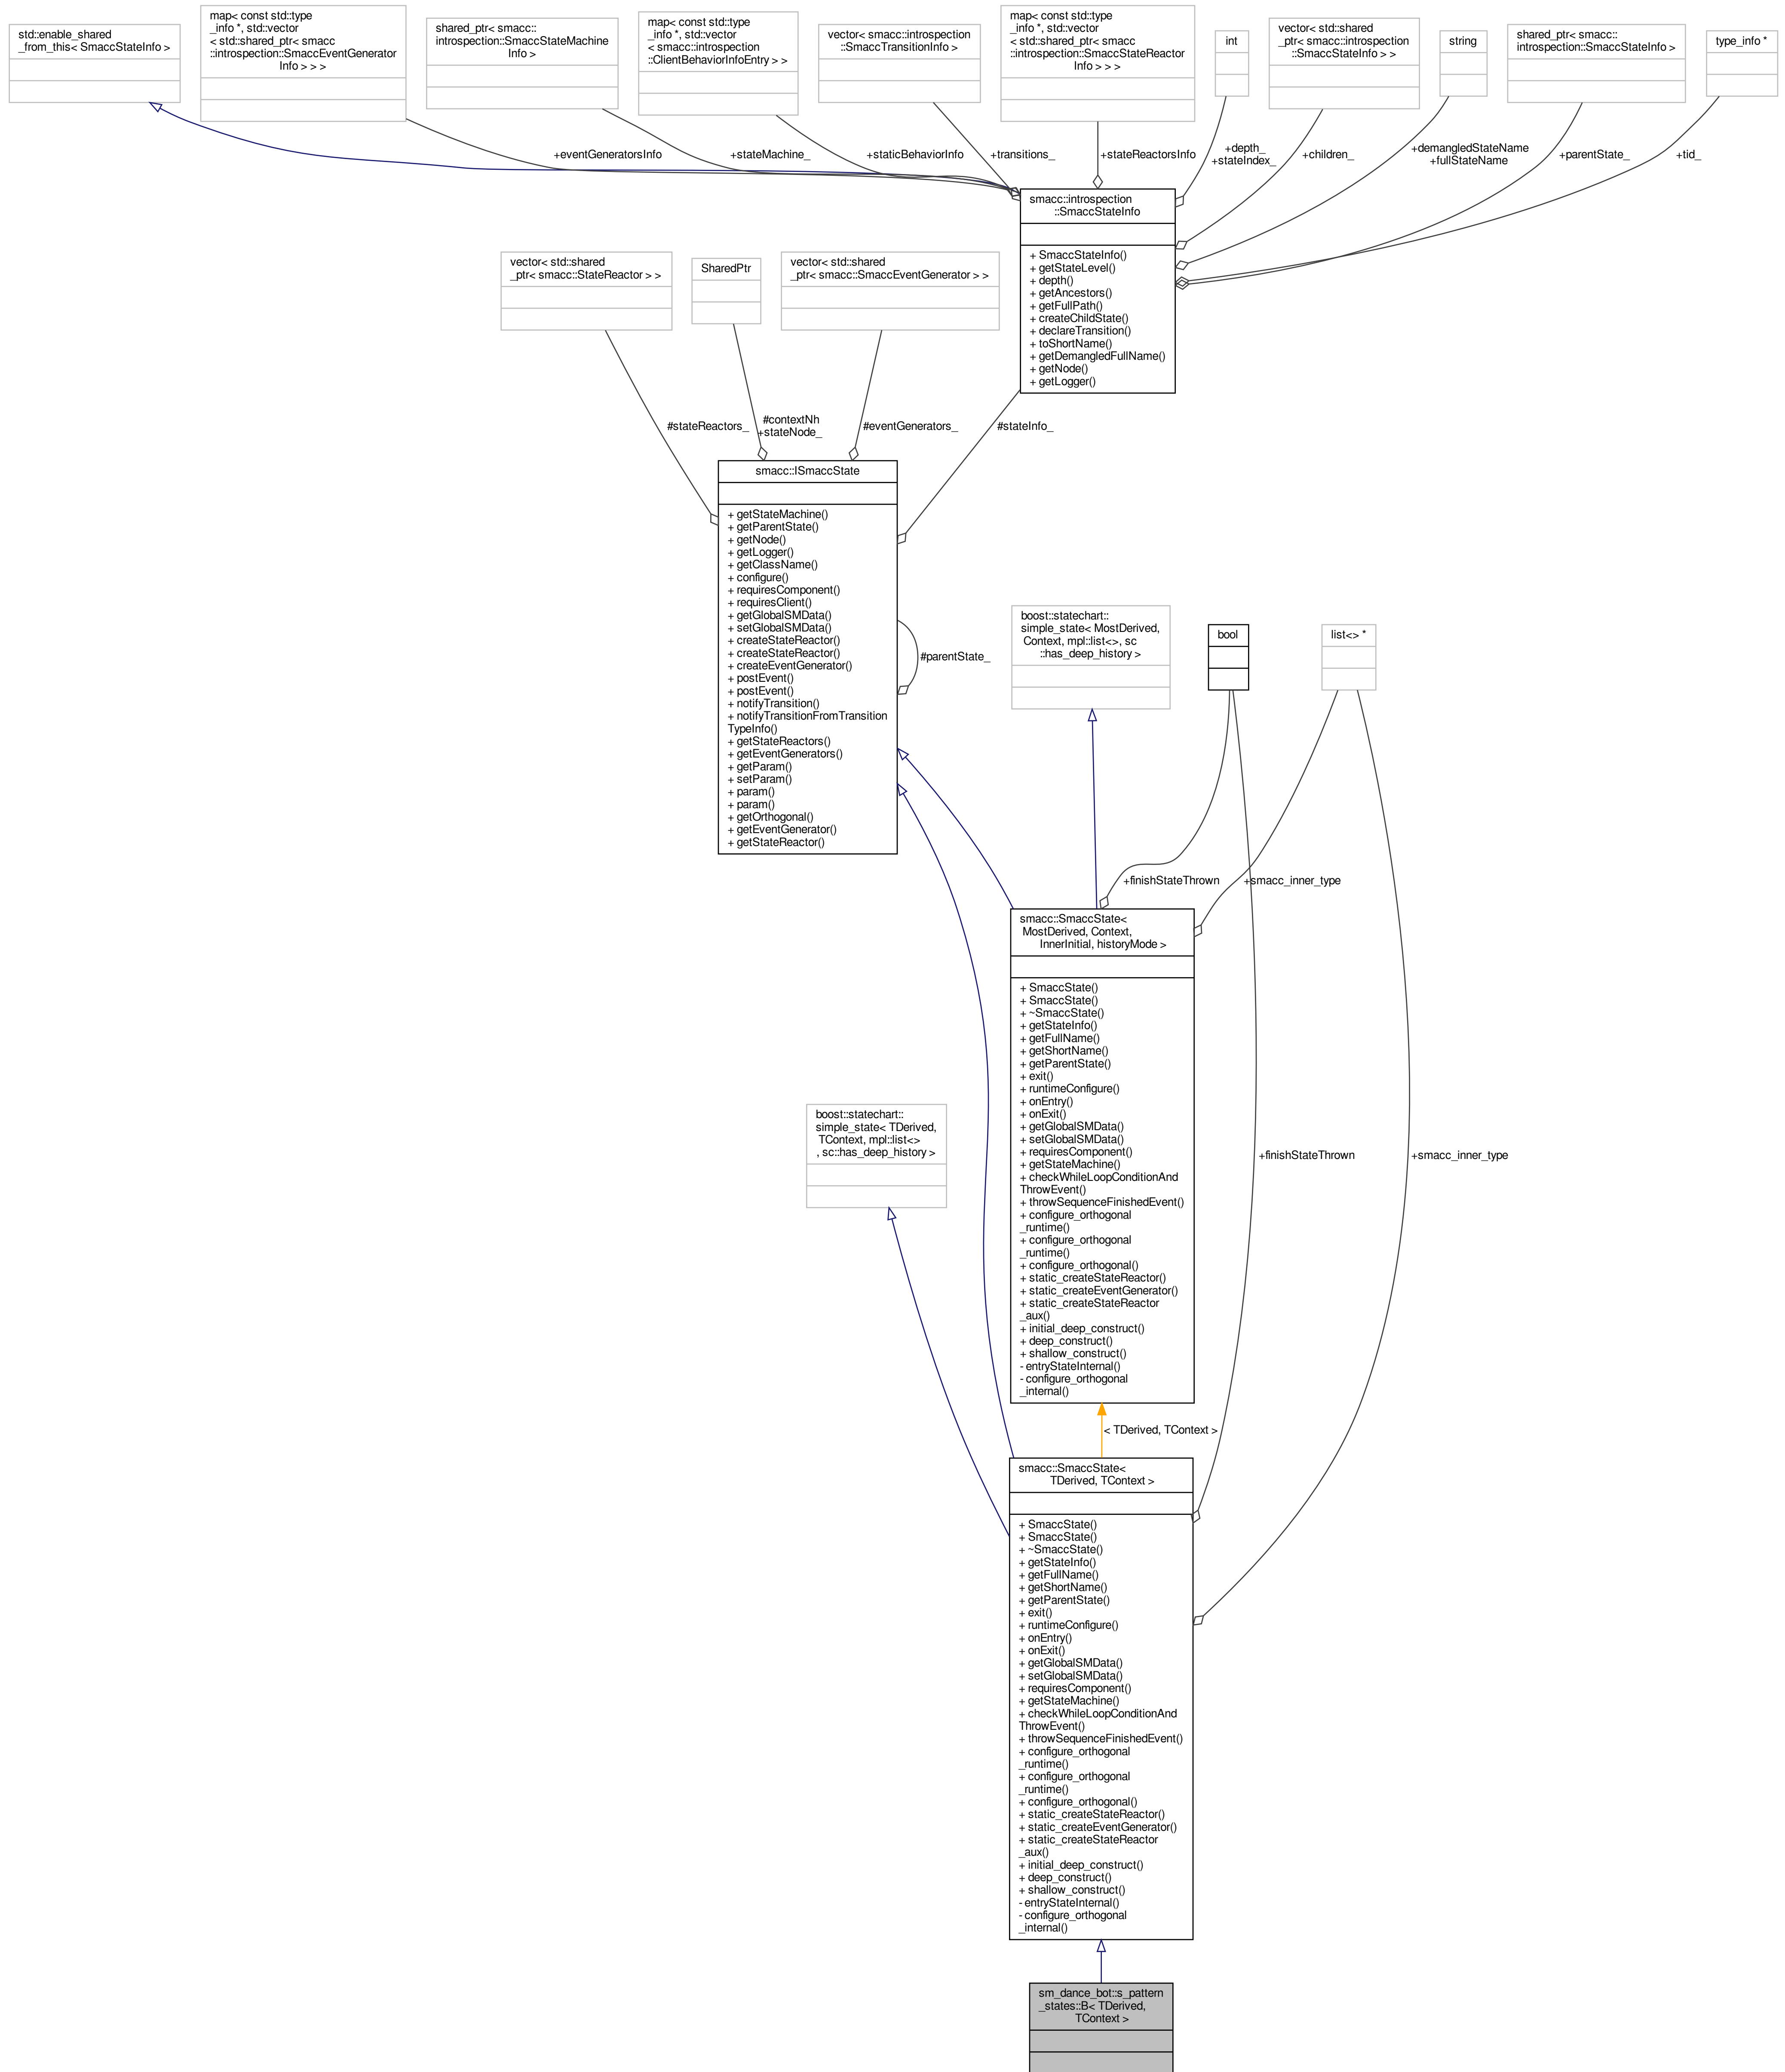 std::enable_shared
_from_this< SmaccStateInfo >
map< const std::type
_info *, std::vector
< std::shared_ptr< smacc
::introspection::SmaccEventGenerator
Info > > >
shared_ptr< smacc::
introspection::SmaccStateMachine
Info >
map< const std::type
_info *, std::vector
< smacc::introspection
::ClientBehaviorInfoEntry > >
vector< smacc::introspection
::SmaccTransitionInfo >
map< const std::type
_info *, std::vector
< std::shared_ptr< smacc
::introspection::SmaccStateReactor
Info > > >
int
vector< std::shared
_ptr< smacc::introspection
::SmaccStateInfo > >
string
shared_ptr< smacc::
introspection::SmaccStateInfo >
type_info *
+eventGeneratorsInfo
+stateMachine_
+staticBehaviorInfo
+transitions_
+stateReactorsInfo
+depth_
+stateIndex_
+children_
+demangledStateName
+fullStateName
+parentState_
+tid_
smacc::introspection
::SmaccStateInfo
+ SmaccStateInfo()
+ getStateLevel()
+ depth()
+ getAncestors()
+ getFullPath()
+ createChildState()
+ declareTransition()
+ toShortName()
+ getDemangledFullName()
+ getNode()
+ getLogger()
vector< std::shared
_ptr< smacc::StateReactor > >
SharedPtr
vector< std::shared
_ptr< smacc::SmaccEventGenerator > >
#stateReactors_
#contextNh
+stateNode_
#eventGenerators_
#stateInfo_
smacc::ISmaccState
+ getStateMachine()
+ getParentState()
+ getNode()
+ getLogger()
+ getClassName()
+ configure()
+ requiresComponent()
+ requiresClient()
+ getGlobalSMData()
+ setGlobalSMData()
+ createStateReactor()
+ createStateReactor()
+ createEventGenerator()
+ postEvent()
+ postEvent()
+ notifyTransition()
+ notifyTransitionFromTransition
TypeInfo()
+ getStateReactors()
+ getEventGenerators()
+ getParam()
+ setParam()
+ param()
+ param()
+ getOrthogonal()
+ getEventGenerator()
+ getStateReactor()
#parentState_
boost::statechart::
simple_state< MostDerived,
Context, mpl::list<>, sc
::has_deep_history >
bool
list<> *
+finishStateThrown
+smacc_inner_type
smacc::SmaccState<
MostDerived, Context,
InnerInitial, historyMode >
+ SmaccState()
+ SmaccState()
+ ~SmaccState()
+ getStateInfo()
+ getFullName()
+ getShortName()
+ getParentState()
+ exit()
+ runtimeConfigure()
+ onEntry()
+ onExit()
+ getGlobalSMData()
+ setGlobalSMData()
+ requiresComponent()
+ getStateMachine()
+ checkWhileLoopConditionAnd
ThrowEvent()
+ throwSequenceFinishedEvent()
+ configure_orthogonal
_runtime()
+ configure_orthogonal
_runtime()
+ configure_orthogonal()
+ static_createStateReactor()
+ static_createEventGenerator()
+ static_createStateReactor
_aux()
+ initial_deep_construct()
+ deep_construct()
+ shallow_construct()
- entryStateInternal()
- configure_orthogonal
_internal()
boost::statechart::
simple_state< TDerived,
TContext, mpl::list<>
, sc::has_deep_history >
+finishStateThrown
+smacc_inner_type
< TDerived, TContext >
smacc::SmaccState<
TDerived, TContext >
+ SmaccState()
+ SmaccState()
+ ~SmaccState()
+ getStateInfo()
+ getFullName()
+ getShortName()
+ getParentState()
+ exit()
+ runtimeConfigure()
+ onEntry()
+ onExit()
+ getGlobalSMData()
+ setGlobalSMData()
+ requiresComponent()
+ getStateMachine()
+ checkWhileLoopConditionAnd
ThrowEvent()
+ throwSequenceFinishedEvent()
+ configure_orthogonal
_runtime()
+ configure_orthogonal
_runtime()
+ configure_orthogonal()
+ static_createStateReactor()
+ static_createEventGenerator()
+ static_createStateReactor
_aux()
+ initial_deep_construct()
+ deep_construct()
+ shallow_construct()
- entryStateInternal()
- configure_orthogonal
_internal()
sm_dance_bot::s_pattern
_states::B< TDerived,
TContext >